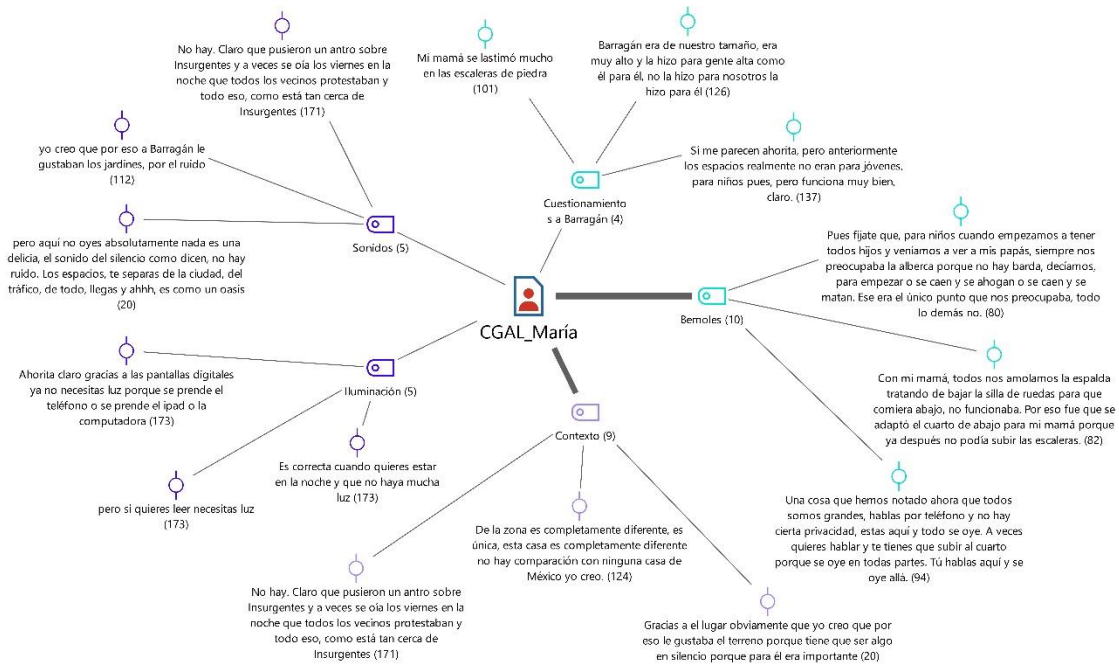 No hay. Claro que pusieron un antro sobre
Insurgentes y a veces se oía los viernes en la
noche que todos los vecinos protestaban y
todo eso, como está tan cerca de
Insurgentes (171)
yo creo que por eso a Barragán le
gustaban los jardines, por el ruido
(112)
pero aquí no oyes absolutamente nada es una
delicia, el sonido del silencio como dicen, no hay
ruido. Los espacios, te separas de la ciudad, del
tráfico, de todo, llegas y ahhh, es como un oasis
(20)
Sonidos (5)
Mi mamá se lastimó mucho
en las escaleras de piedra
(101)
Barragán era de nuestro tamaño, era
muy alto y la hizo para gente alta como
él para él, no la hizo para nosotros la
hizo para él (126)
Si me parecen ahorita, pero anteriormente
los espacios realmente no eran para jóvenes,
para niños pues, pero funciona muy bien,
claro. (137)
Cuestionamiento
s a Barragán (4)
CGAL_María
Pues fijate que, para niños cuando empezamos a tener
todos hijos y veníamos a ver a mis papás, siempre nos
preocupaba la alberca porque no hay barda, decíamos,
para empezar o se caen y se ahogan o se caen y se
matan. Ese era el único punto que nos preocupaba, todo
lo demás no. (80)
Bemoles (10)
Con mi mamá, todos nos amolamos la espalda
tratando de bajar la silla de ruedas para que
comiera abajo, no funcionaba. Por eso fue que se
adaptó el cuarto de abajo para mi mamá porque
ya después no podía subir las escaleras. (82)
Una cosa que hemos notado ahora que todos
somos grandes, hablas por teléfono y no hay
cierta privacidad, estas aquí y todo se oye. A veces
quieres hablar y te tienes que subir al cuarto
porque se oye en todas partes. Tú hablas aquí y se
oye allá. (94)
Ahorita claro gracias a las pantallas digitales
ya no necesitas luz porque se prende el
teléfono o se prende el ipad o la
computadora (173)
Iluminación (5)
pero si quieres leer necesitas luz
(173)
Es correcta cuando quieres estar
en la noche y que no haya mucha
luz (173)
Contexto (9)
No hay. Claro que pusieron un antro sobre
Insurgentes y a veces se oía los viernes en la
noche que todos los vecinos protestaban y
todo eso, como está tan cerca de
Insurgentes (171)
De la zona es completamente diferente, es
única, esta casa es completamente diferente
no hay comparación con ninguna casa de
México yo creo. (124)
Gracias a el lugar obviamente que yo creo que por
eso le gustaba el terreno porque tiene que ser algo
en silencio porque para él era importante (20)